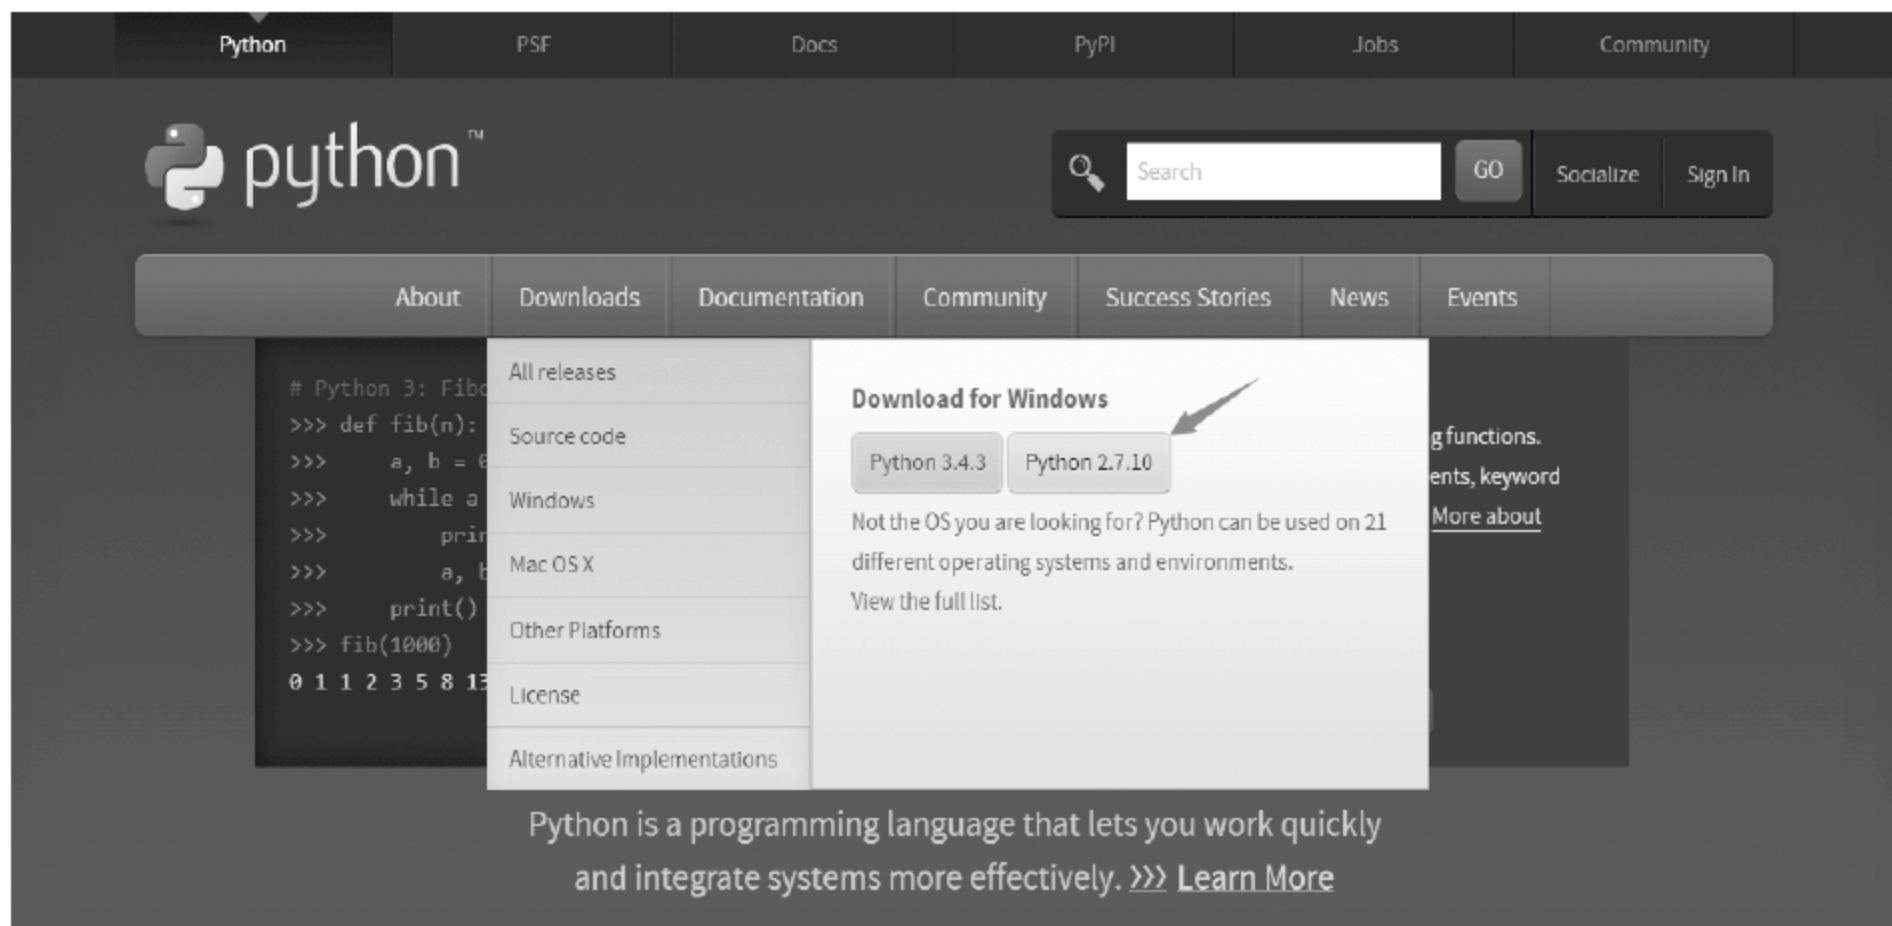 Python PSF Docs PyPI Jobs Community
python™
Search GO Socialize Sign In
About Downloads Documentation Community Success Stories News Events
# Python 3: Fibo
>>> def fib(n):
>>> a, b = 0
>>> while a
>>> prin
>>> a, b
>>> print()
>>> fib(1000)
0 1 1 2 3 5 8 13
All releases
Source code
Windows
Mac OS X
Other Platforms
License
Alternative Implementations
Download for Windows
Python 3.4.3 Python 2.7.10
Not the OS you are looking for? Python can be used on 21
different operating systems and environments.
View the full list.
g functions.
ents, keyword
More about
Python is a programming language that lets you work quickly
and integrate systems more effectively. >>> Learn More